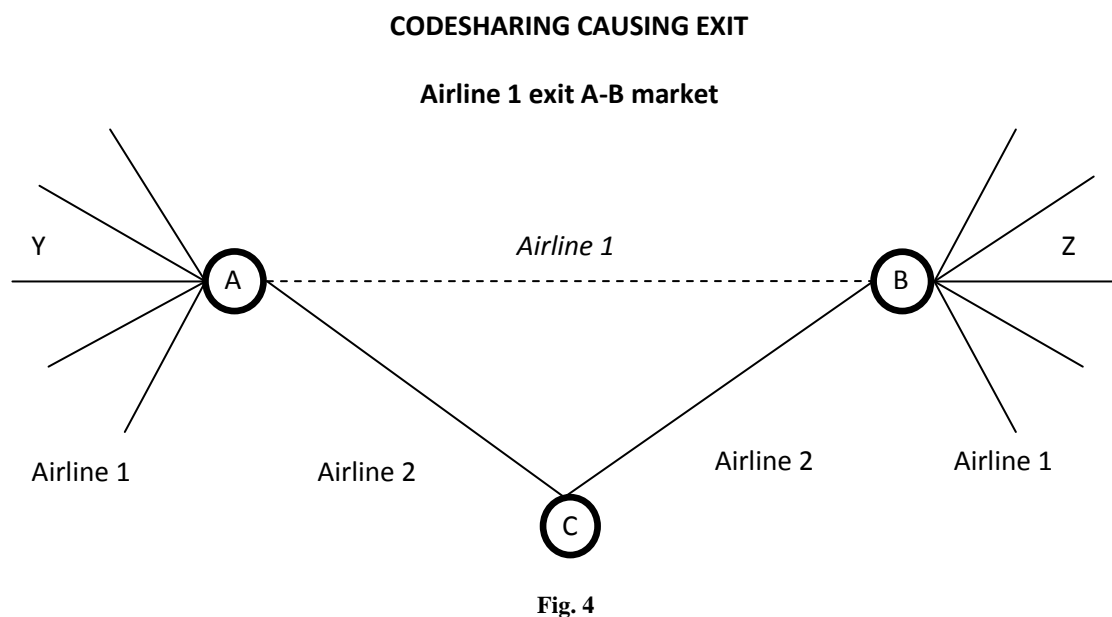 CODESHARING CAUSING EXIT
Airline 1 exit A-B market
Y
Airline 1
Z
A
B
Airline 1
Airline 2
Airline 2
Airline 1
C
Fig. 4